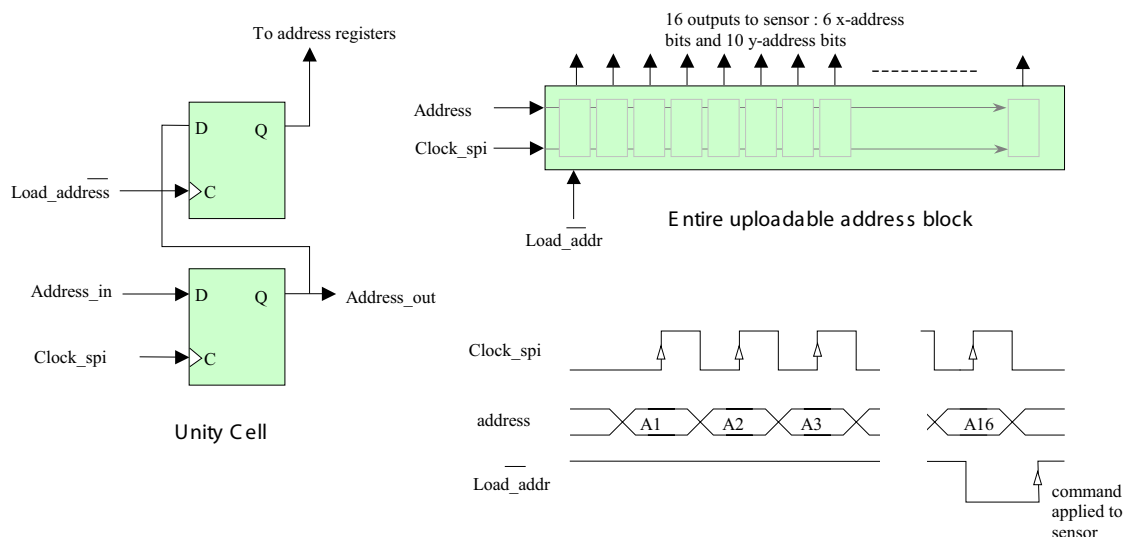 To address registers
D
Q
Load_address
C
Address_in
D
Q
Address_out
Clock_spi
C
Unity Cell
16 outputs to sensor : 6 x-address
bits and 10 y-address bits
Address
Clock_spi
Load_addr
Entire uploadable address block
Clock_spi
address
A1
A2
A3
A16
Load_addr
command
applied to
sensor